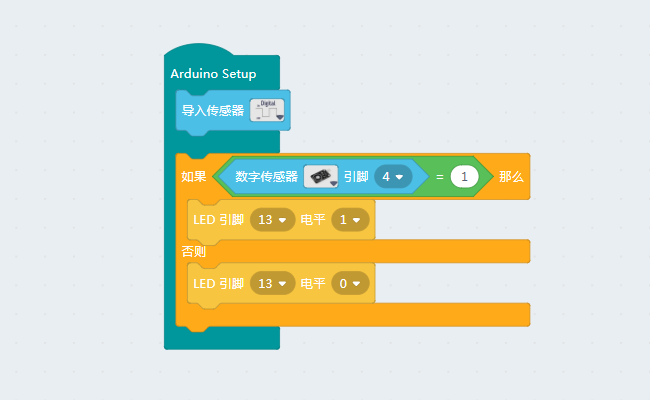 Arduino Setup
导入传感器 Digital
如果 数字传感器 引脚 4 = 1 那么
LED 引脚 13 电平 1
否则
LED 引脚 13 电平 0